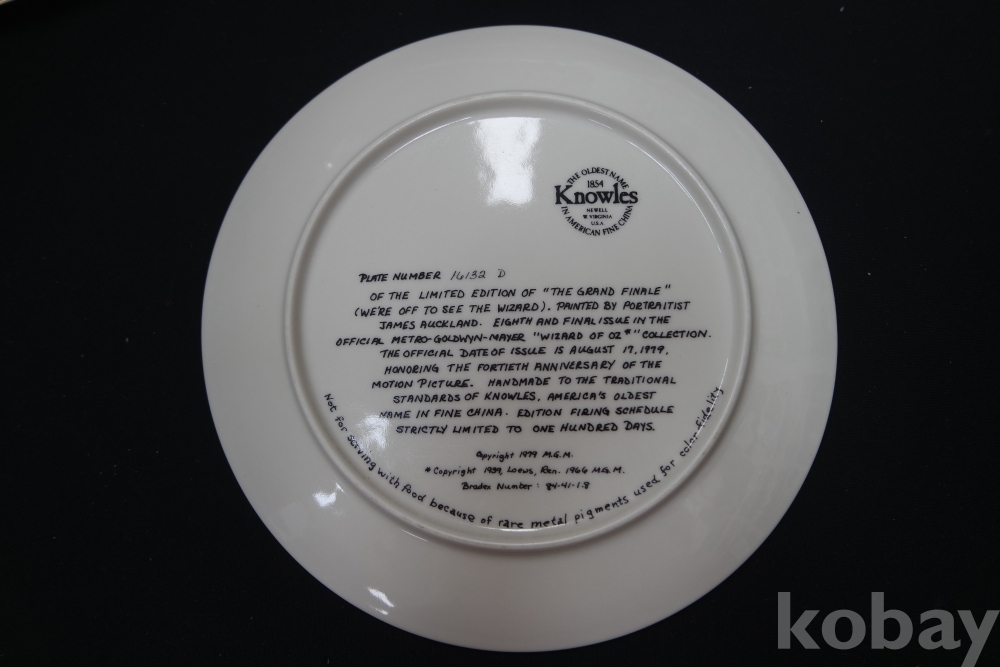 THE OLDEST NAME
1854
Knowles
NEWELL
W. VIRGINIA
U.S.A.
IN AMERICAN FINE CHINA
PLATE NUMBER 16132 D
OF THE LIMITED EDITION OF "THE GRAND FINALE"
(WE'RE OFF TO SEE THE WIZARD). PAINTED BY PORTRAITIST
JAMES AUCKLAND. EIGHTH AND FINAL ISSUE IN THE
OFFICIAL METRO-GOLDWYN-MAYER "WIZARD OF OZ*" COLLECTION.
THE OFFICIAL DATE OF ISSUE IS AUGUST 17, 1979,
HONORING THE FORTIETH ANNIVERSARY OF THE
MOTION PICTURE. HANDMADE TO THE TRADITIONAL
STANDARDS OF KNOWLES, AMERICA'S OLDEST
NAME IN FINE CHINA. EDITION FIRING SCHEDULE
STRICTLY LIMITED TO ONE HUNDRED DAYS.
Copyright 1979 M.G.M.
* Copyright 1939, Loews, Ren. 1966 M.G.M.
Bradex Number: 84-41-1.8
Not for serving with food because of rare metal pigments used for color fidelity
kobay